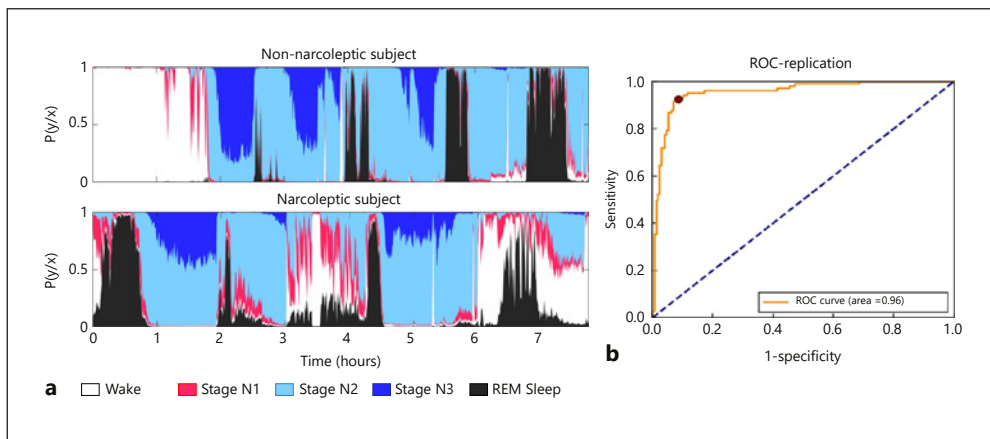 Non-narcoleptic subject
1
0.5
0
P(y/x)
Narcoleptic subject
1
0.5
0
P(y/x)
0 1 2 3 4 5 6 7
Time (hours)
a
Wake Stage N1 Stage N2 Stage N3 REM Sleep
ROC-replication
1.0
0.8
0.6
0.4
0.2
0.0
Sensitivity
ROC curve (area =0.96)
0.0 0.2 0.4 0.6 0.8 1.0
1-specificity
b